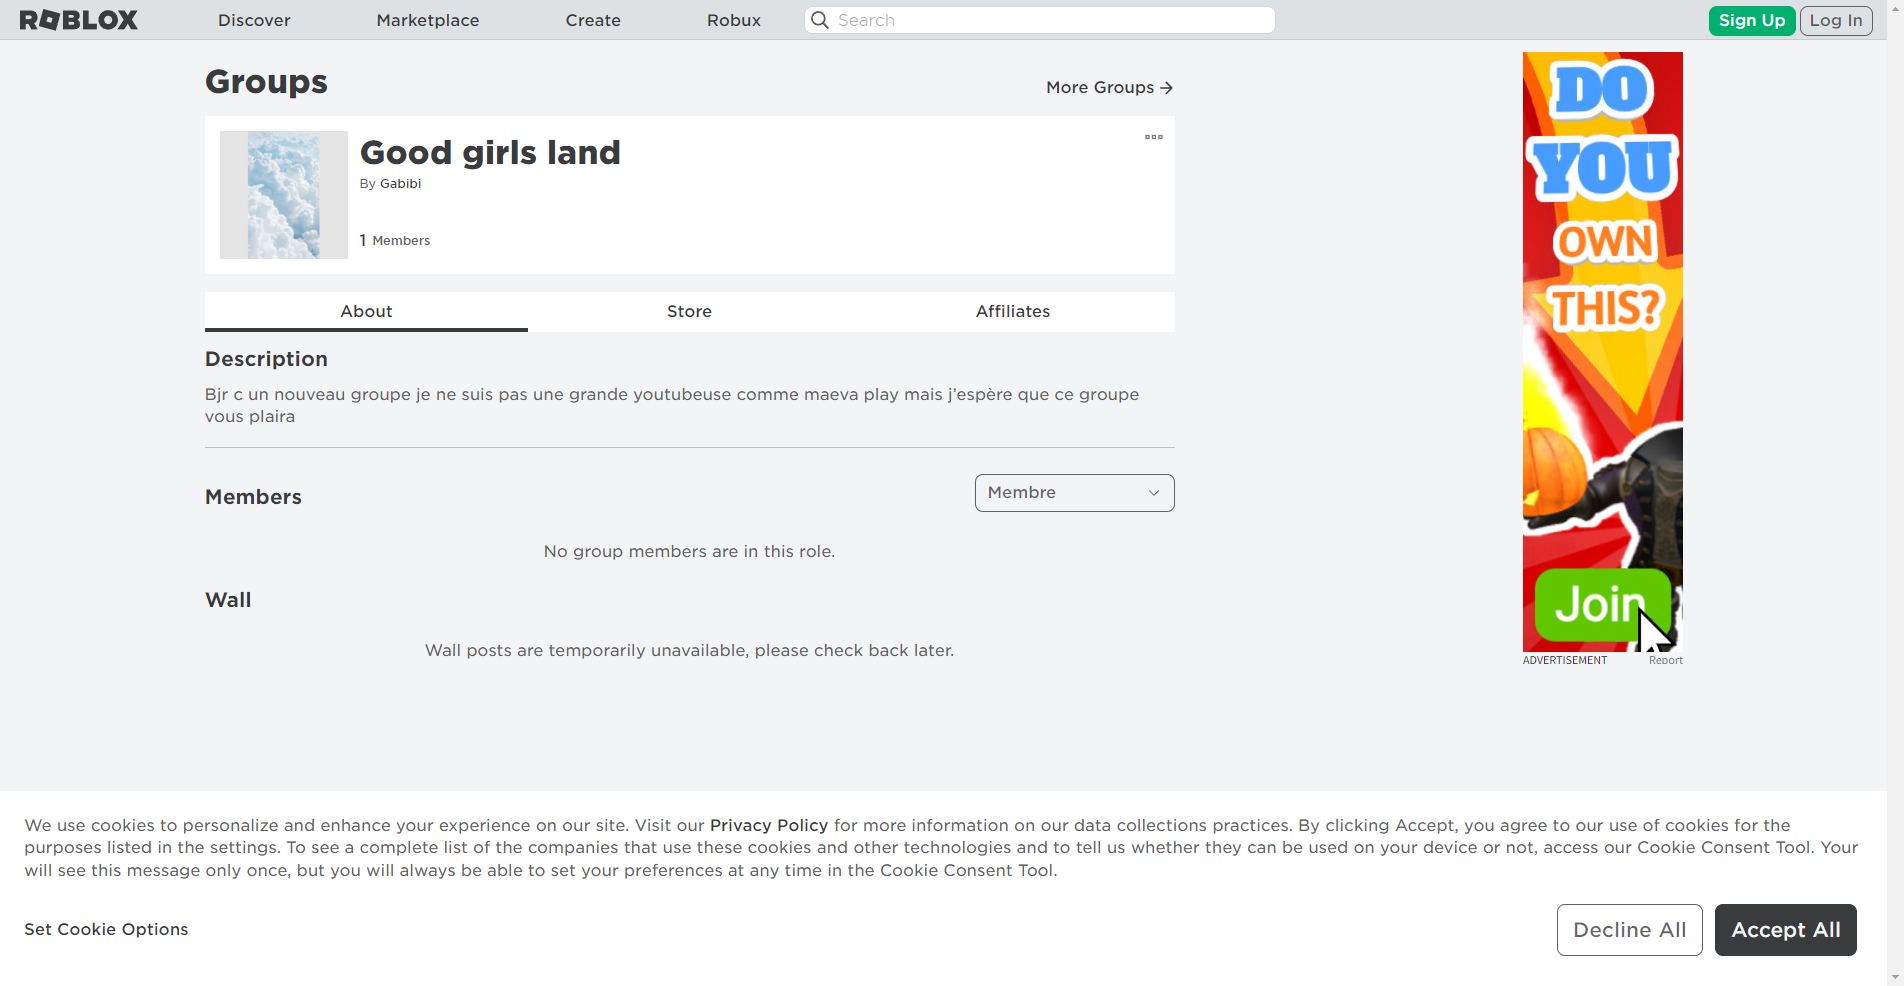 ROBLOX Discover Marketplace Create Robux Search Sign Up Log In
Groups
More Groups →
Good girls land
By Gabibi
1 Members
About Store Affiliates
Description
Bjr c un nouveau groupe je ne suis pas une grande youtubeuse comme maeva play mais j’espère que ce groupe
vous plaira
Members
Membre
No group members are in this role.
Wall
Wall posts are temporarily unavailable, please check back later.
DO
YOU
OWN
THIS?
Join
ADVERTISEMENT Report
We use cookies to personalize and enhance your experience on our site. Visit our Privacy Policy for more information on our data collections practices. By clicking Accept, you agree to our use of cookies for the
purposes listed in the settings. To see a complete list of the companies that use these cookies and other technologies and to tell us whether they can be used on your device or not, access our Cookie Consent Tool. Your
will see this message only once, but you will always be able to set your preferences at any time in the Cookie Consent Tool.
Set Cookie Options
Decline All
Accept All